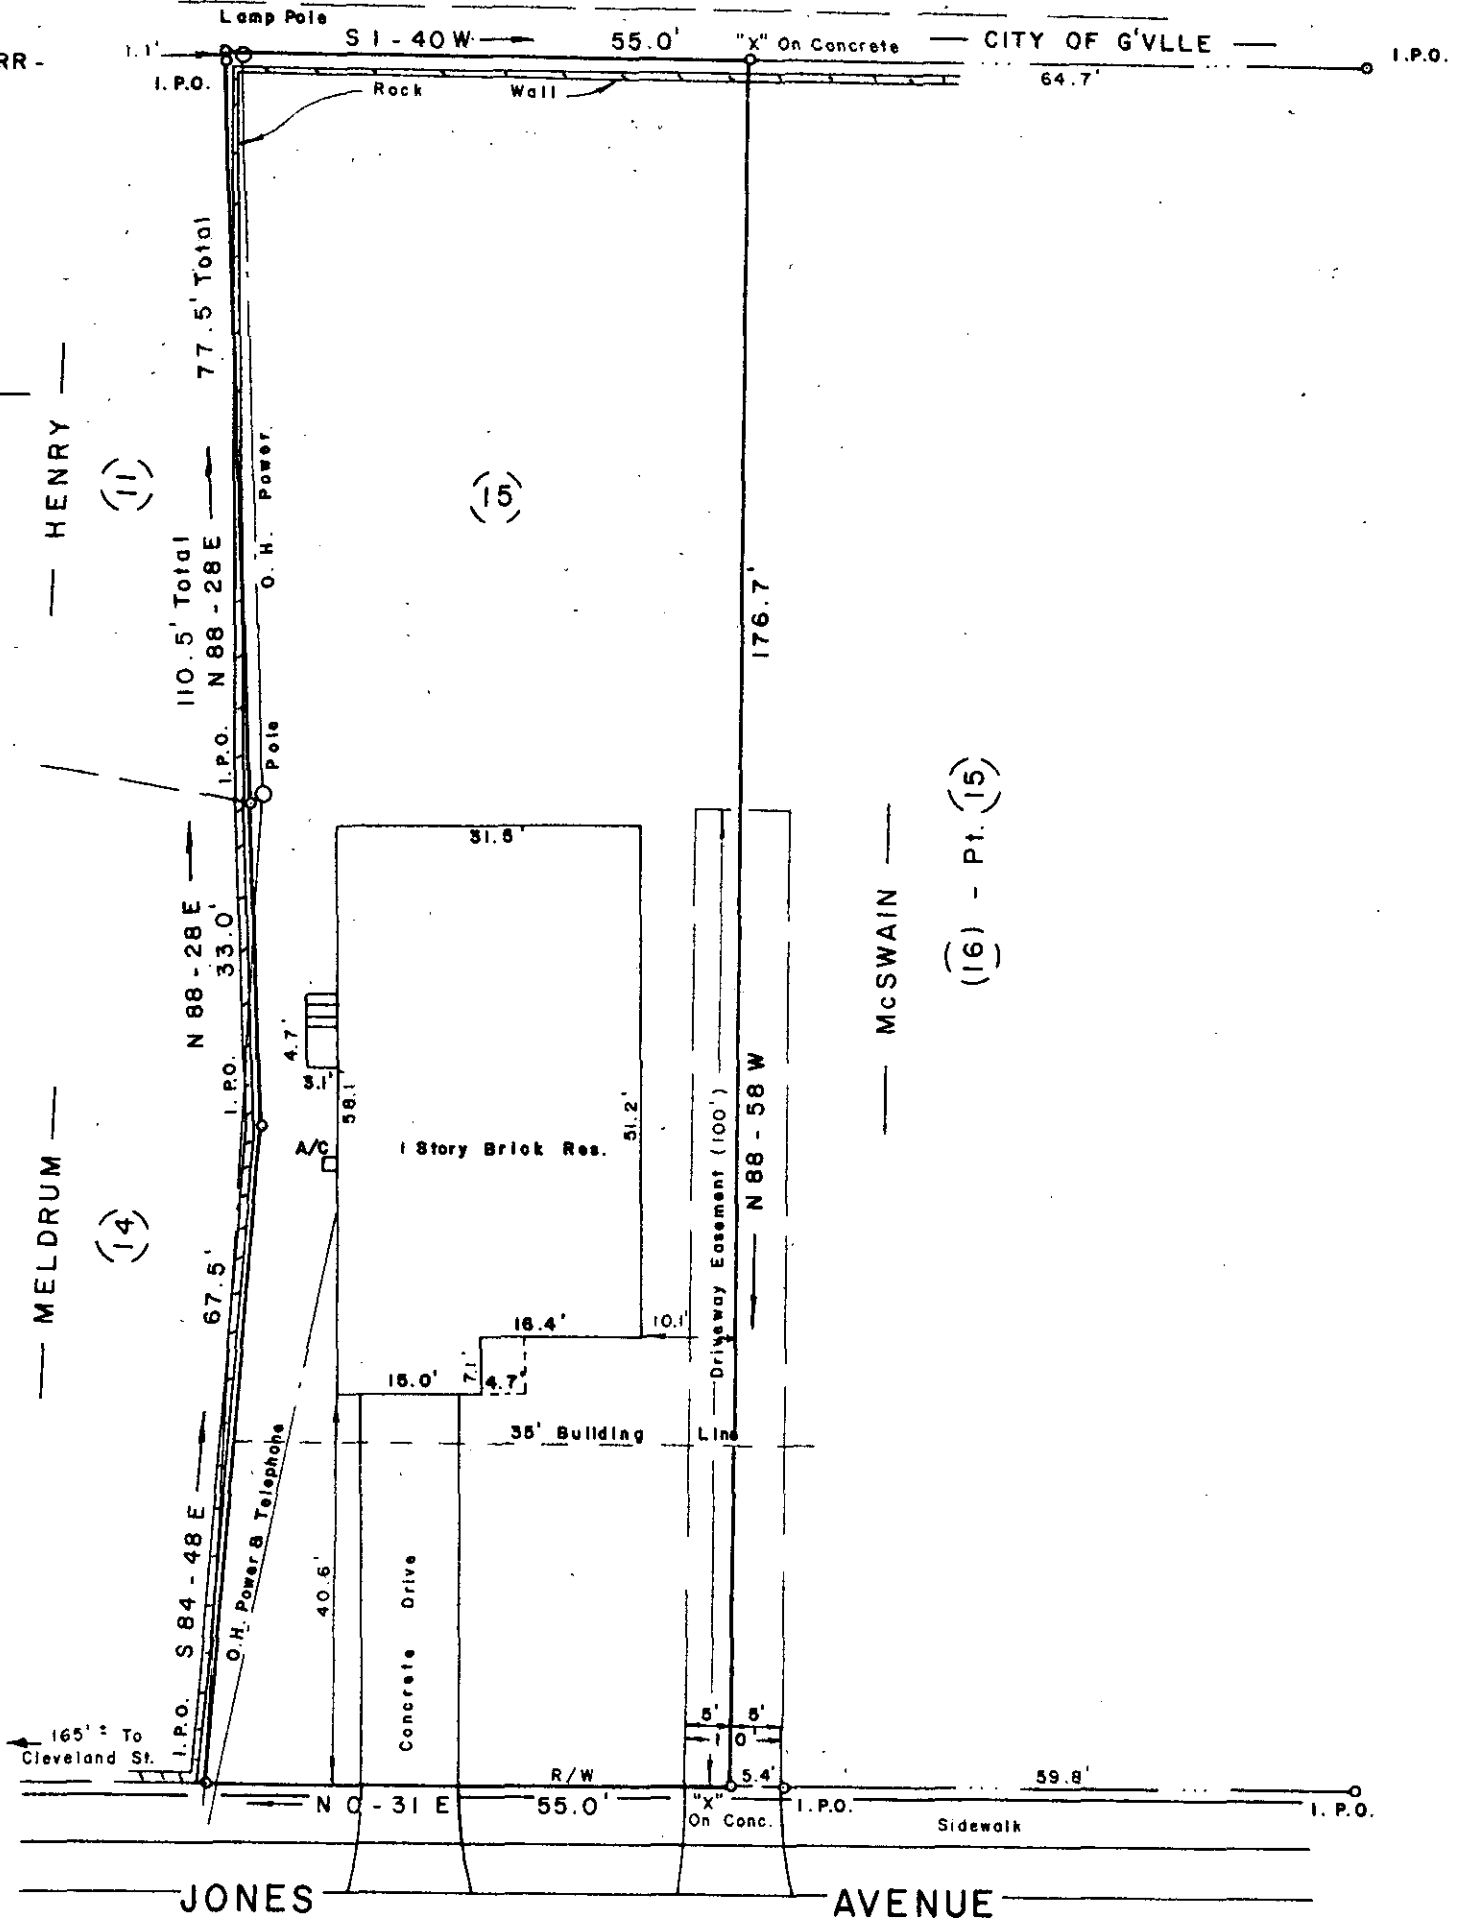 Lamp Pole
1.1'
S 1 - 40 W
55.0'
"X" On Concrete
CITY OF G'VLLE
I.P.O.
RR -
I.P.O.
Rock Wall
64.7'
77.5' Total
HENRY
(11)
110.5' Total
N 88 - 28 E
O. H. Power
(15)
176.7'
I.P.O.
Pole
31.5'
(16) - Pt. (15)
McSWAIN
N 88 - 28 E
33.0'
4.7'
3.1'
I.P.O.
58.1
51.2'
A/C
1 Story Brick Res.
Driveway Easement (100')
N 88 - 58 W
MELDRUM
(14)
67.5'
16.4'
10.1'
7.1'
15.0'
4.7'
35' Building Line
S 84 - 48 E
O.H. Power & Telephone
40.6'
Concrete Drive
I.P.O.
165' ± To
Cleveland St.
5' 5'
10'
R/W
5.4'
59.8'
N 0 - 31 E
55.0'
"X"
On Conc.
I.P.O.
I.P.O.
Sidewalk
JONES AVENUE